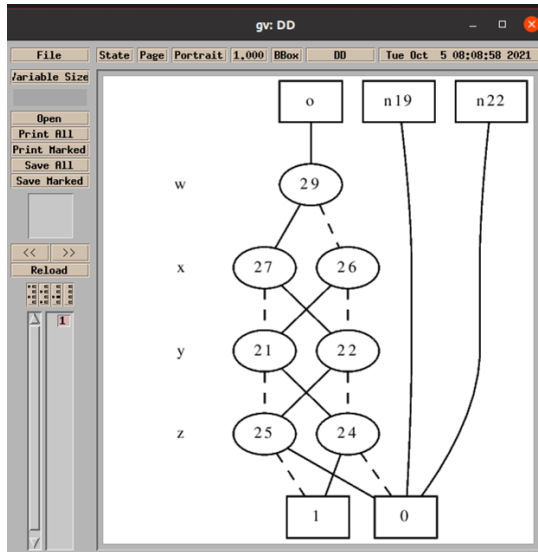 gv: DD
File State Page Portrait 1,000 BBox DD Tue Oct 5 08:08:58 2021
Variable Size
Open
Print All
Print Marked
Save All
Save Marked
<< >>
Reload
1
o n19 n22
w 29
x 27 26
y 21 22
z 25 24
1 0